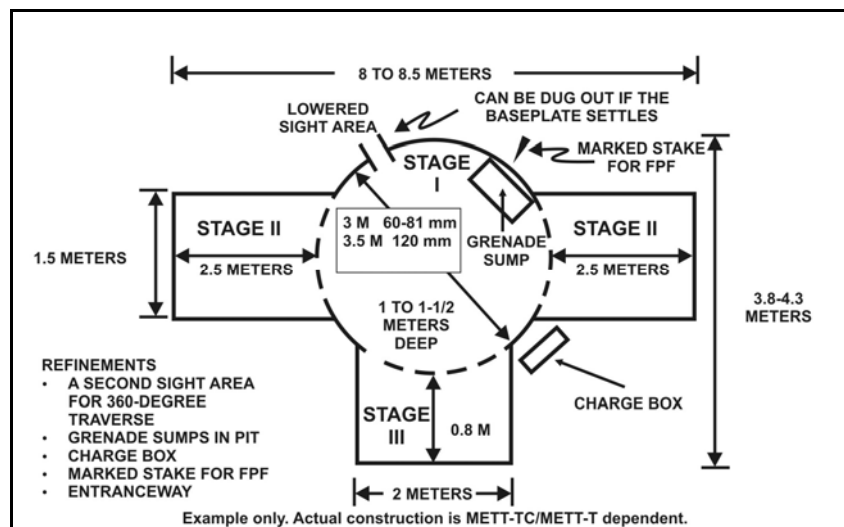 8 TO 8.5 METERS
LOWERED
SIGHT AREA
CAN BE DUG OUT IF THE
BASEPLATE SETTLES
STAGE
I
MARKED STAKE
FOR FPF
STAGE II
3 M 60-81 mm
3.5 M 120 mm
GRENADE
SUMP
STAGE II
1.5 METERS
2.5 METERS
2.5 METERS
3.8-4.3
METERS
1 TO 1-1/2
METERS
DEEP
REFINEMENTS
• A SECOND SIGHT AREA
FOR 360-DEGREE
TRAVERSE
• GRENADE SUMPS IN PIT
• CHARGE BOX
• MARKED STAKE FOR FPF
• ENTRANCEWAY
STAGE
III
0.8 M
CHARGE BOX
2 METERS
Example only. Actual construction is METT-TC/METT-T dependent.